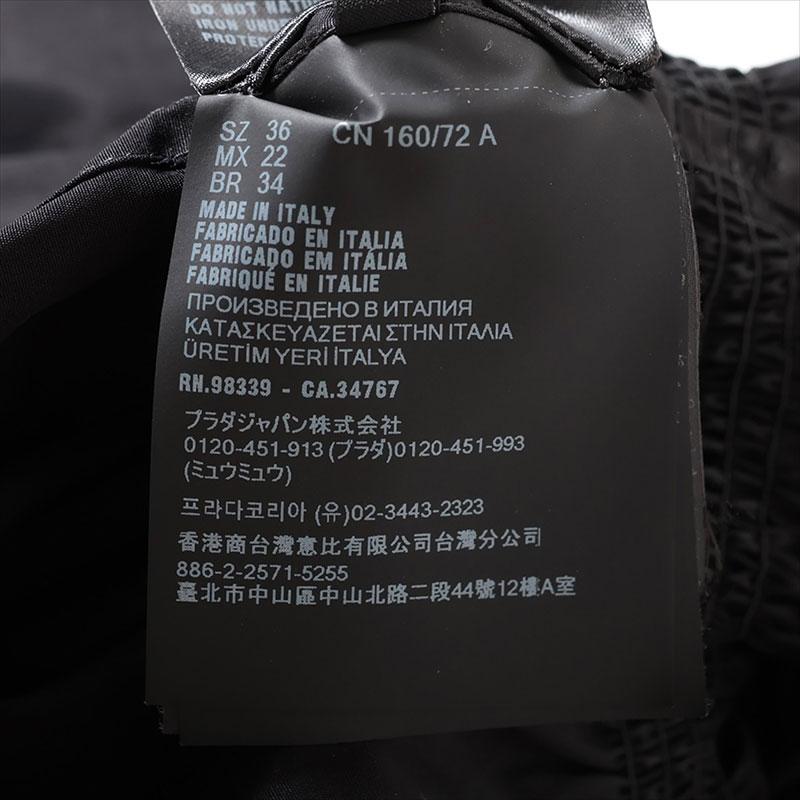 DO NOT
IRON UNDER
SZ 36 CN 160/72 A
MX 22
BR 34
MADE IN ITALY
FABRICADO EN ITALIA
FABRICADO EM ITÁLIA
FABRIQUÉ EN ITALIE
ПРОИЗВЕДЕНО В ИТАЛИЯ
ΚΑΤΑΣΚΕΥΑΖΕΤΑΙ ΣΤΗΝ ΙΤΑΛΙΑ
ÜRETİM YERİ İTALYA
RN.98339 - CA.34767
プラダジャパン株式会社
0120-451-913 (プラダ)0120-451-993
(ミュウミュウ)
프라다코리아 (유)02-3443-2323
香港商台灣意比有限公司台灣分公司
886-2-2571-5255
臺北市中山區中山北路二段44號12樓A室